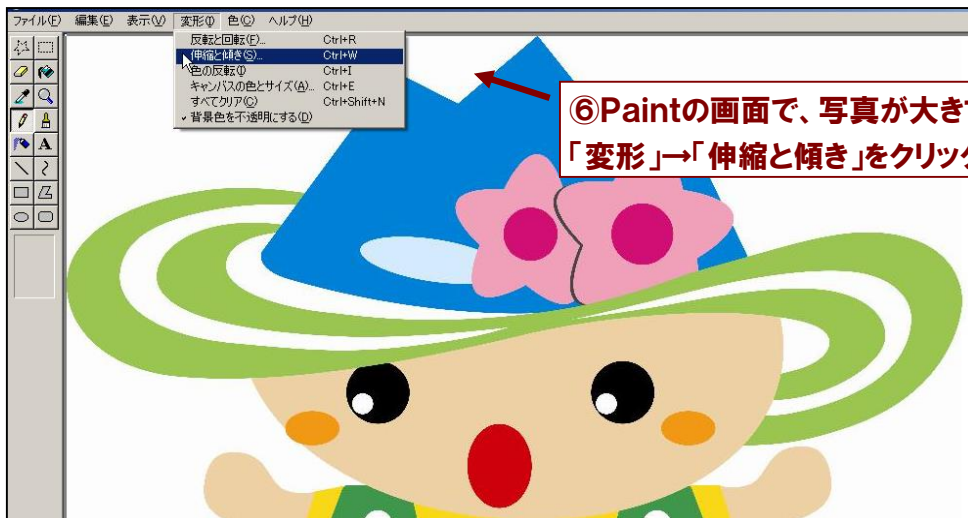 ファイル(F) 編集(E) 表示(V) 変形(I) 色(C) ヘルプ(H)
反転と回転(F)... Ctrl+R
伸縮と傾き(S)... Ctrl+W
色の反転(I) Ctrl+I
キャンバスの色とサイズ(A)... Ctrl+E
すべてクリア(C) Ctrl+Shift+N
背景色を不透明にする(D)
A
⑥Paintの画面で、写真が大きす
「変形」→「伸縮と傾き」をクリック